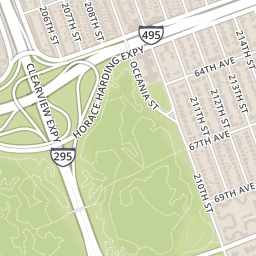 206TH ST
207TH ST
208TH ST
495
212TH ST
213TH ST
214TH ST
64TH AVE
HORACE HARDING EXPY
OCEANIA ST
CLEARVIEW EXPY
211TH ST
67TH AVE
295
210TH ST
69TH AVE